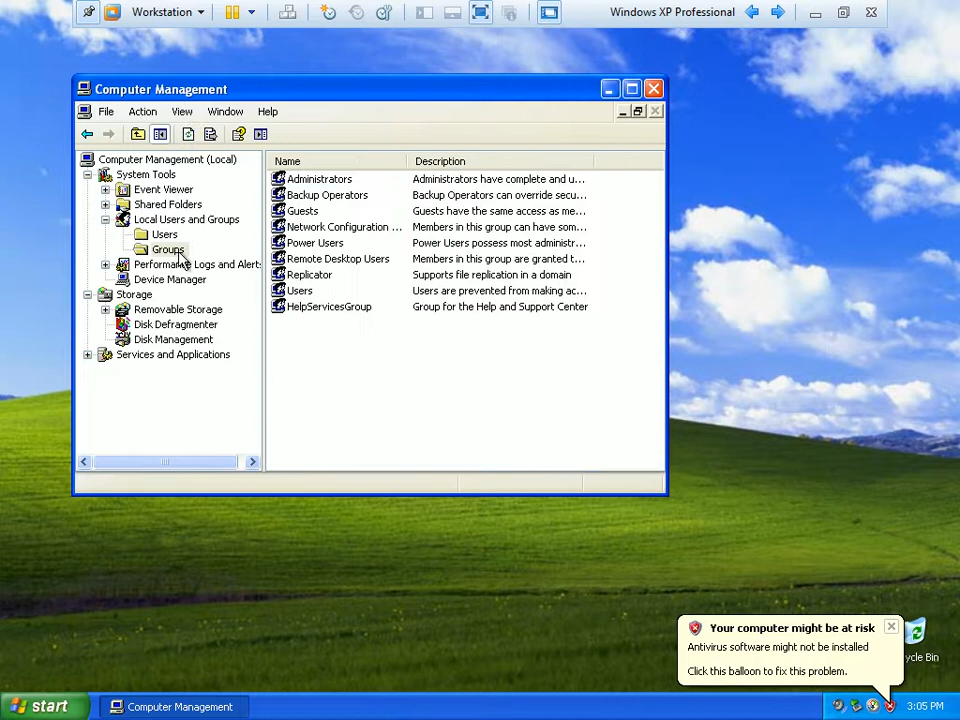 Workstation
Windows XP Professional
Computer Management
File Action View Window Help
Computer Management (Local)
System Tools
Event Viewer
Shared Folders
Local Users and Groups
Users
Groups
Performance Logs and Alerts
Device Manager
Storage
Removable Storage
Disk Defragmenter
Disk Management
Services and Applications
Name Description
Administrators Administrators have complete and u...
Backup Operators Backup Operators can override secu...
Guests Guests have the same access as me...
Network Configuration ... Members in this group can have som...
Power Users Power Users possess most administr...
Remote Desktop Users Members in this group are granted t...
Replicator Supports file replication in a domain
Users Users are prevented from making ac...
HelpServicesGroup Group for the Help and Support Center
Your computer might be at risk
Antivirus software might not be installed
Click this balloon to fix this problem.
ycle Bin
start Computer Management 3:05 PM